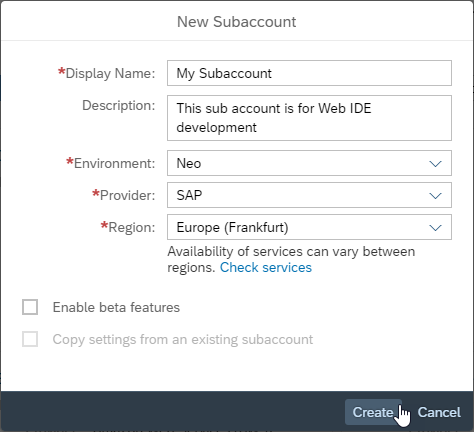 New Subaccount
*Display Name: My Subaccount
Description: This sub account is for Web IDE
development
*Environment: Neo
*Provider: SAP
*Region: Europe (Frankfurt)
Availability of services can vary between
regions. Check services
Enable beta features
Copy settings from an existing subaccount
Create Cancel